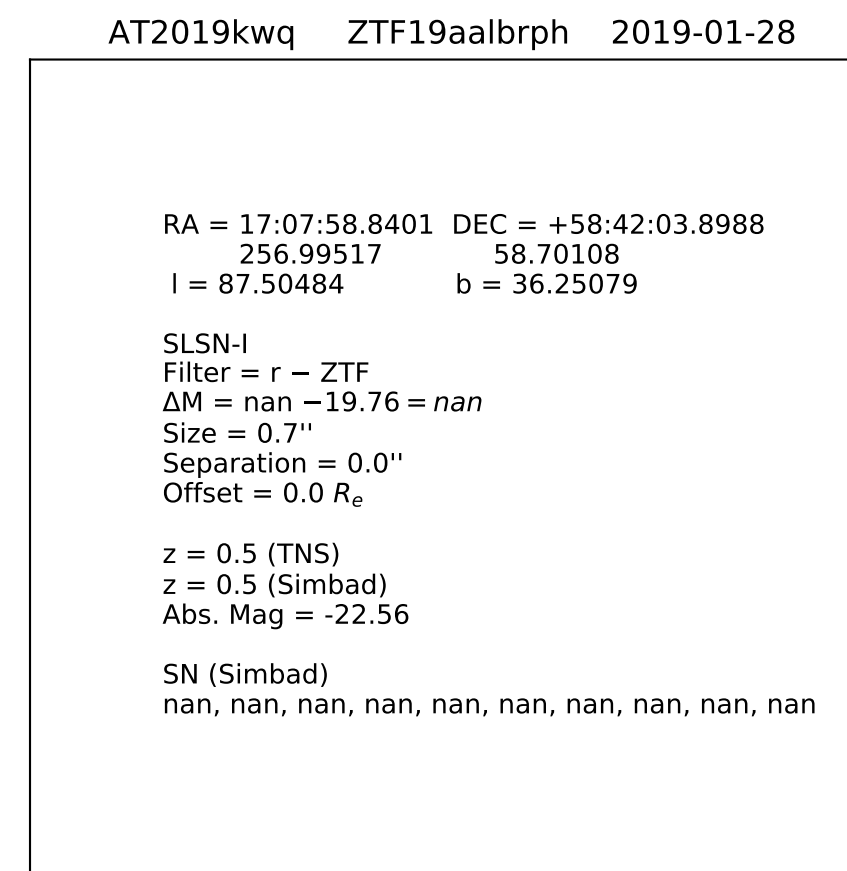 AT2019kwq ZTF19aalbrph 2019-01-28
RA = 17:07:58.8401 DEC = +58:42:03.8988
256.99517 58.70108
l = 87.50484 b = 36.25079
SLSN-I
Filter = r − ZTF
ΔM = nan −19.76 = nan
Size = 0.7''
Separation = 0.0''
Offset = 0.0 Rₑ
z = 0.5 (TNS)
z = 0.5 (Simbad)
Abs. Mag = -22.56
SN (Simbad)
nan, nan, nan, nan, nan, nan, nan, nan, nan, nan